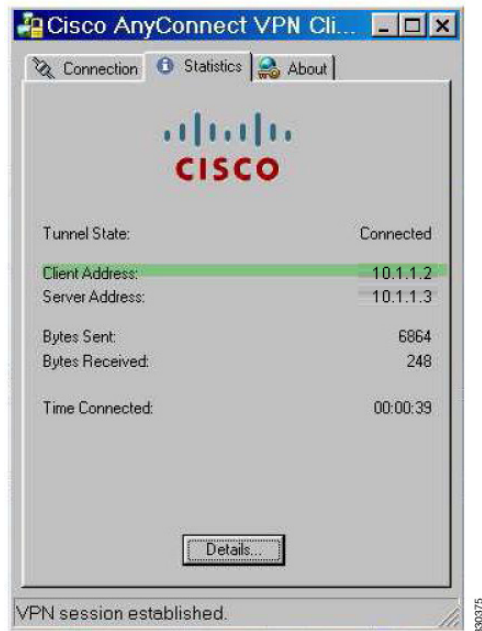 Cisco AnyConnect VPN Cli...
Connection Statistics About
CISCO
Tunnel State: Connected
Client Address: 10.1.1.2
Server Address: 10.1.1.3
Bytes Sent: 6864
Bytes Received: 248
Time Connected: 00:00:39
Details...
VPN session established.